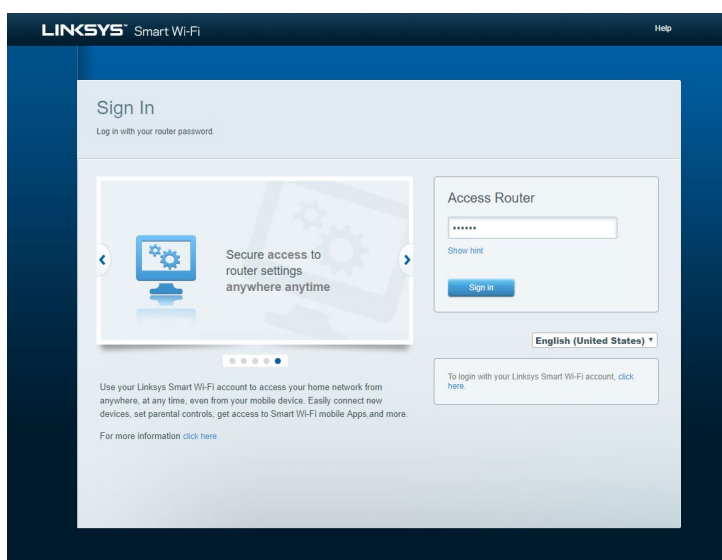 LINKSYS™ Smart Wi-Fi
Help
Sign In
Log in with your router password.
Secure access to
router settings
anywhere anytime
Use your Linksys Smart Wi-Fi account to access your home network from
anywhere, at any time, even from your mobile device. Easily connect new
devices, set parental controls, get access to Smart Wi-Fi mobile Apps,and more.
For more information click here
Access Router
••••••
Show hint
Sign in
English (United States)
To login with your Linksys Smart Wi-Fi account, click
here.